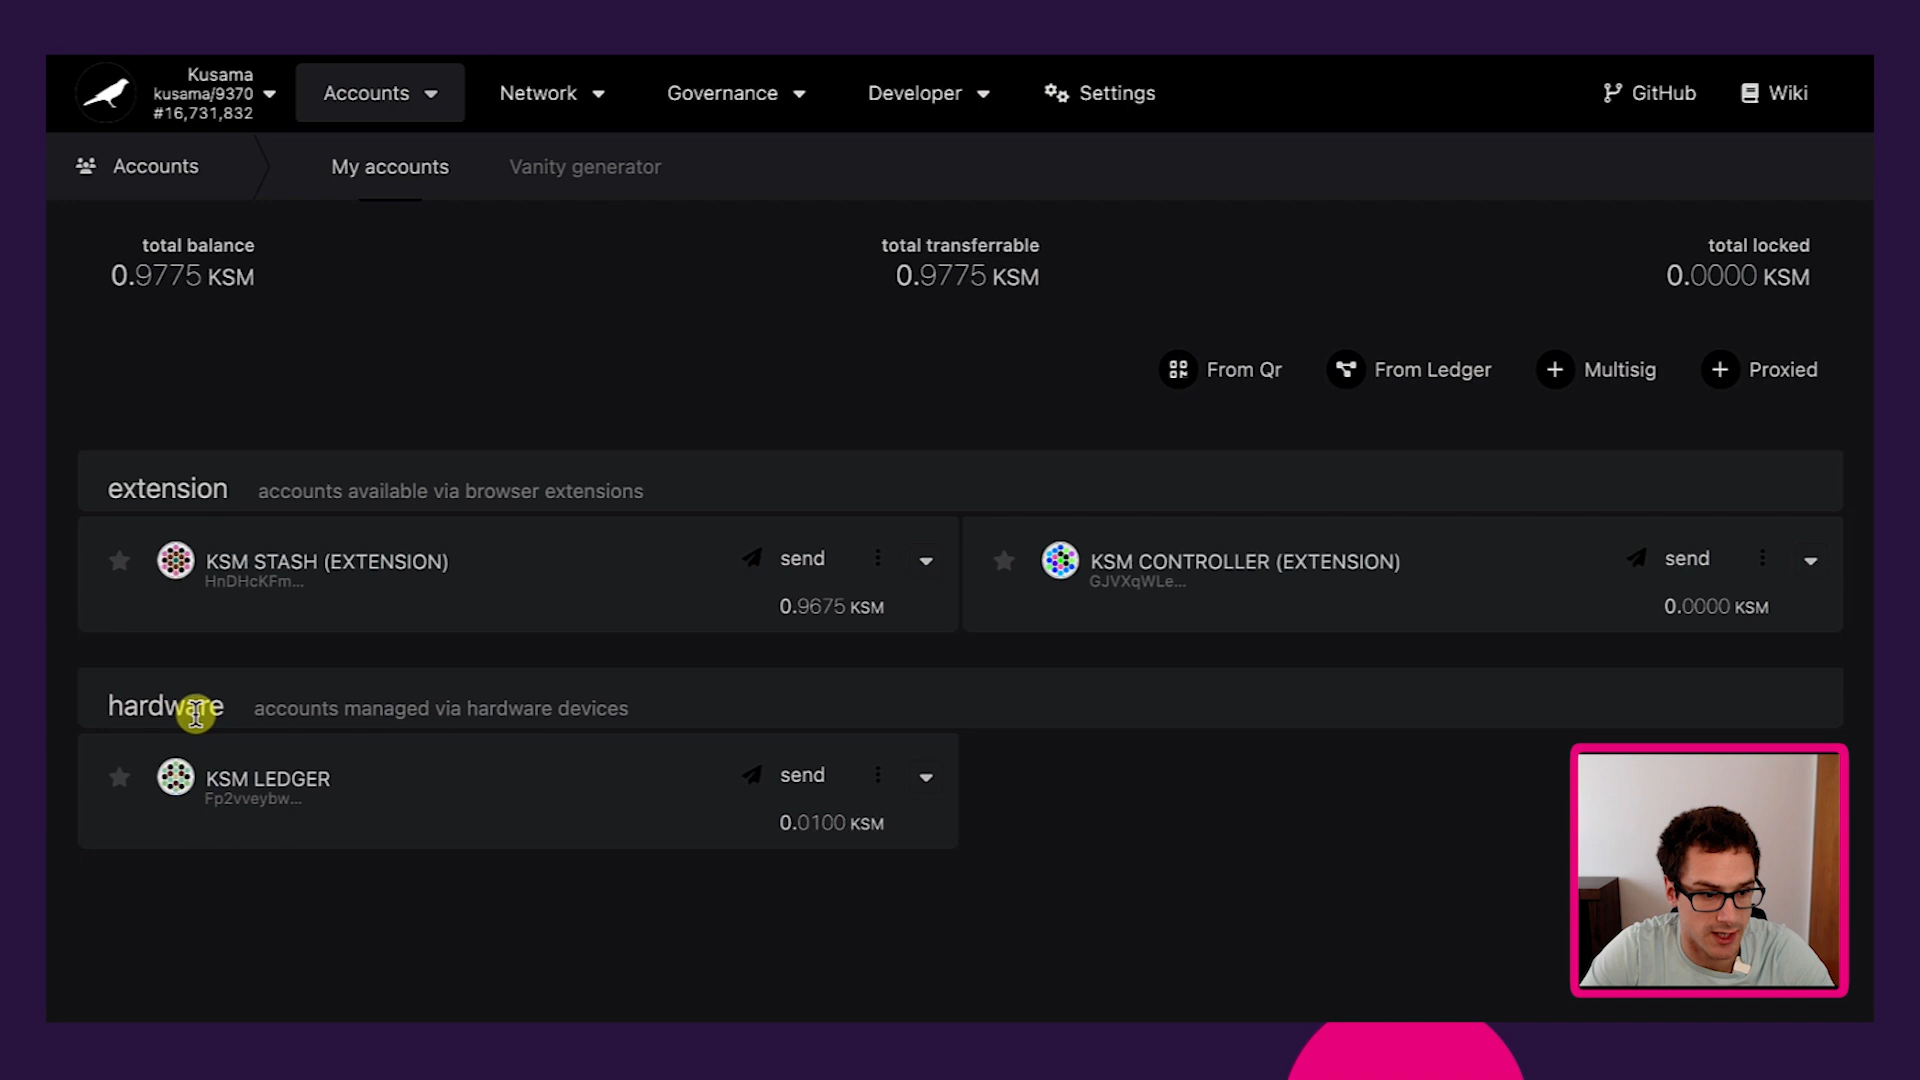 Kusama
kusama/9370
#16,731,832
Accounts
Network
Governance
Developer
Settings
GitHub
Wiki
Accounts
My accounts
Vanity generator
total balance
0.9775 KSM
total transferrable
0.9775 KSM
total locked
0.0000 KSM
From Qr
From Ledger
Multisig
Proxied
extension accounts available via browser extensions
KSM STASH (EXTENSION)
HnDHcKFm...
send
0.9675 KSM
KSM CONTROLLER (EXTENSION)
GJVXqWLe...
send
0.0000 KSM
hardware accounts managed via hardware devices
KSM LEDGER
Fp2vveybw...
send
0.0100 KSM